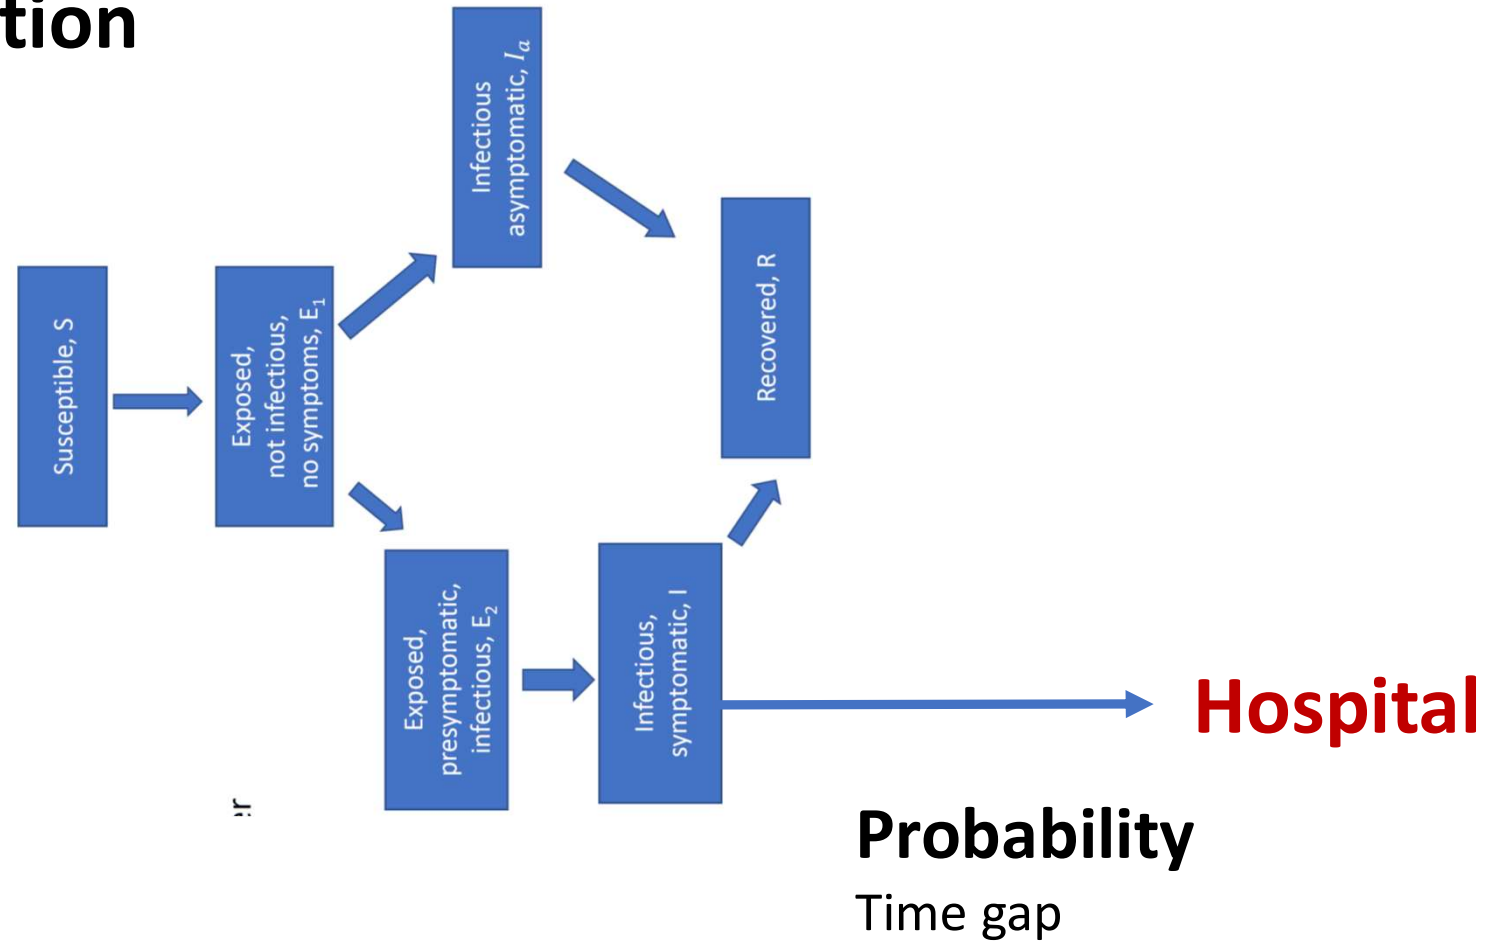 tion
Infectious
asymptomatic, Iₐ
Susceptible, S
Exposed,
not infectious,
no symptoms, E₁
Recovered, R
Exposed,
presymptomatic,
infectious, E₂
Infectious,
symptomatic, I
Hospital
er
Probability
Time gap